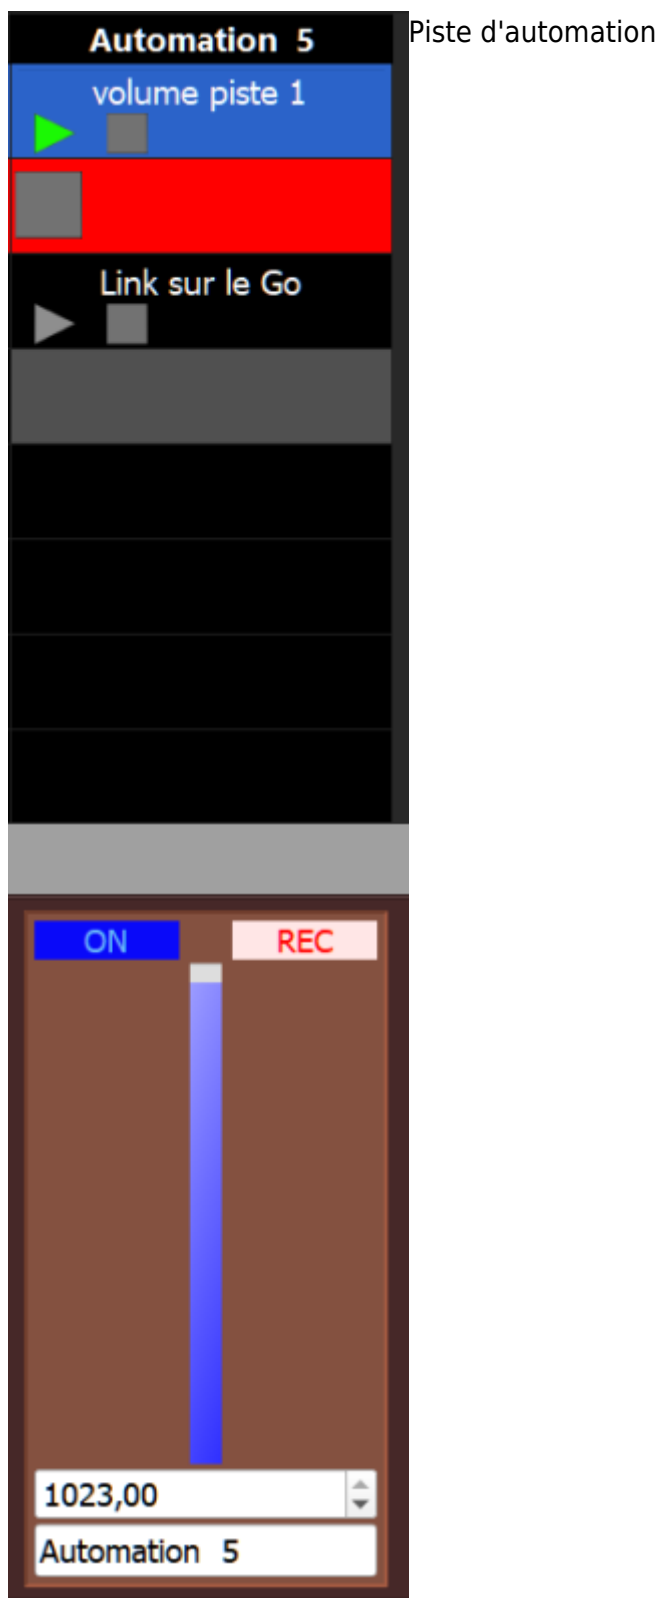 Automation 5
Piste d'automation
volume piste 1
Link sur le Go
ON
REC
1023,00
Automation 5